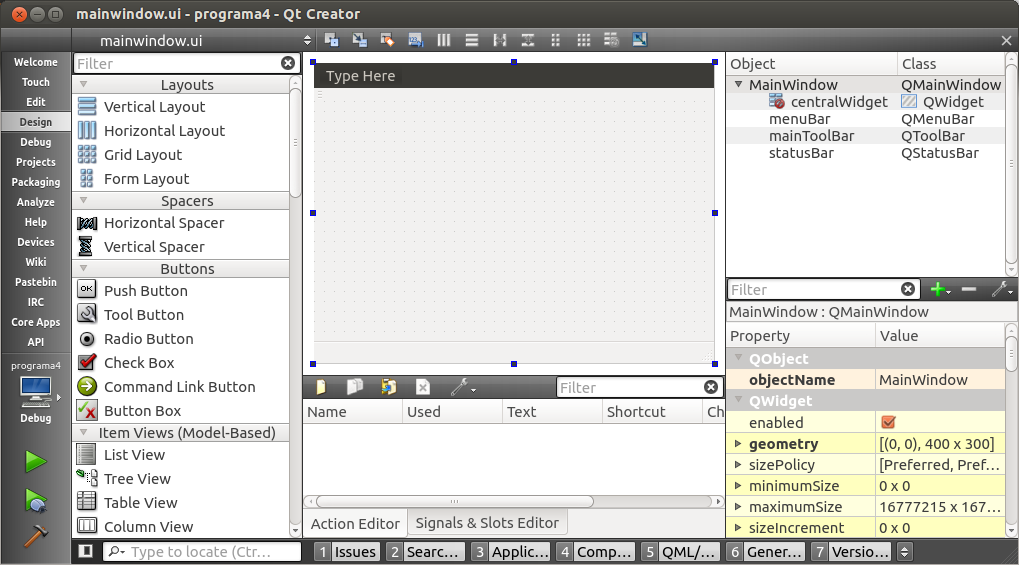 mainwindow.ui - programa4 - Qt Creator
mainwindow.ui
Welcome
Touch
Edit
Design
Debug
Projects
Packaging
Analyze
Help
Devices
Wiki
Pastebin
IRC
Core Apps
API
programa4
Debug
Filter
Layouts
Vertical Layout
Horizontal Layout
Grid Layout
Form Layout
Spacers
Horizontal Spacer
Vertical Spacer
Buttons
OK
Push Button
Tool Button
Radio Button
Check Box
Command Link Button
Button Box
Item Views (Model-Based)
List View
Tree View
Table View
Column View
Type Here
Filter
Name Used Text Shortcut Ch
Action Editor Signals & Slots Editor
Object Class
MainWindow QMainWindow
centralWidget QWidget
menuBar QMenuBar
mainToolBar QToolBar
statusBar QStatusBar
Filter
MainWindow : QMainWindow
Property Value
QObject
objectName MainWindow
QWidget
enabled
geometry [(0, 0), 400 x 300]
sizePolicy [Preferred, Pref...
minimumSize 0 x 0
maximumSize 16777215 x 167...
sizeIncrement 0 x 0
Type to locate (Ctr... 1 Issues 2 Searc... 3 Applic... 4 Comp... 5 QML/... 6 Gener... 7 Versio...